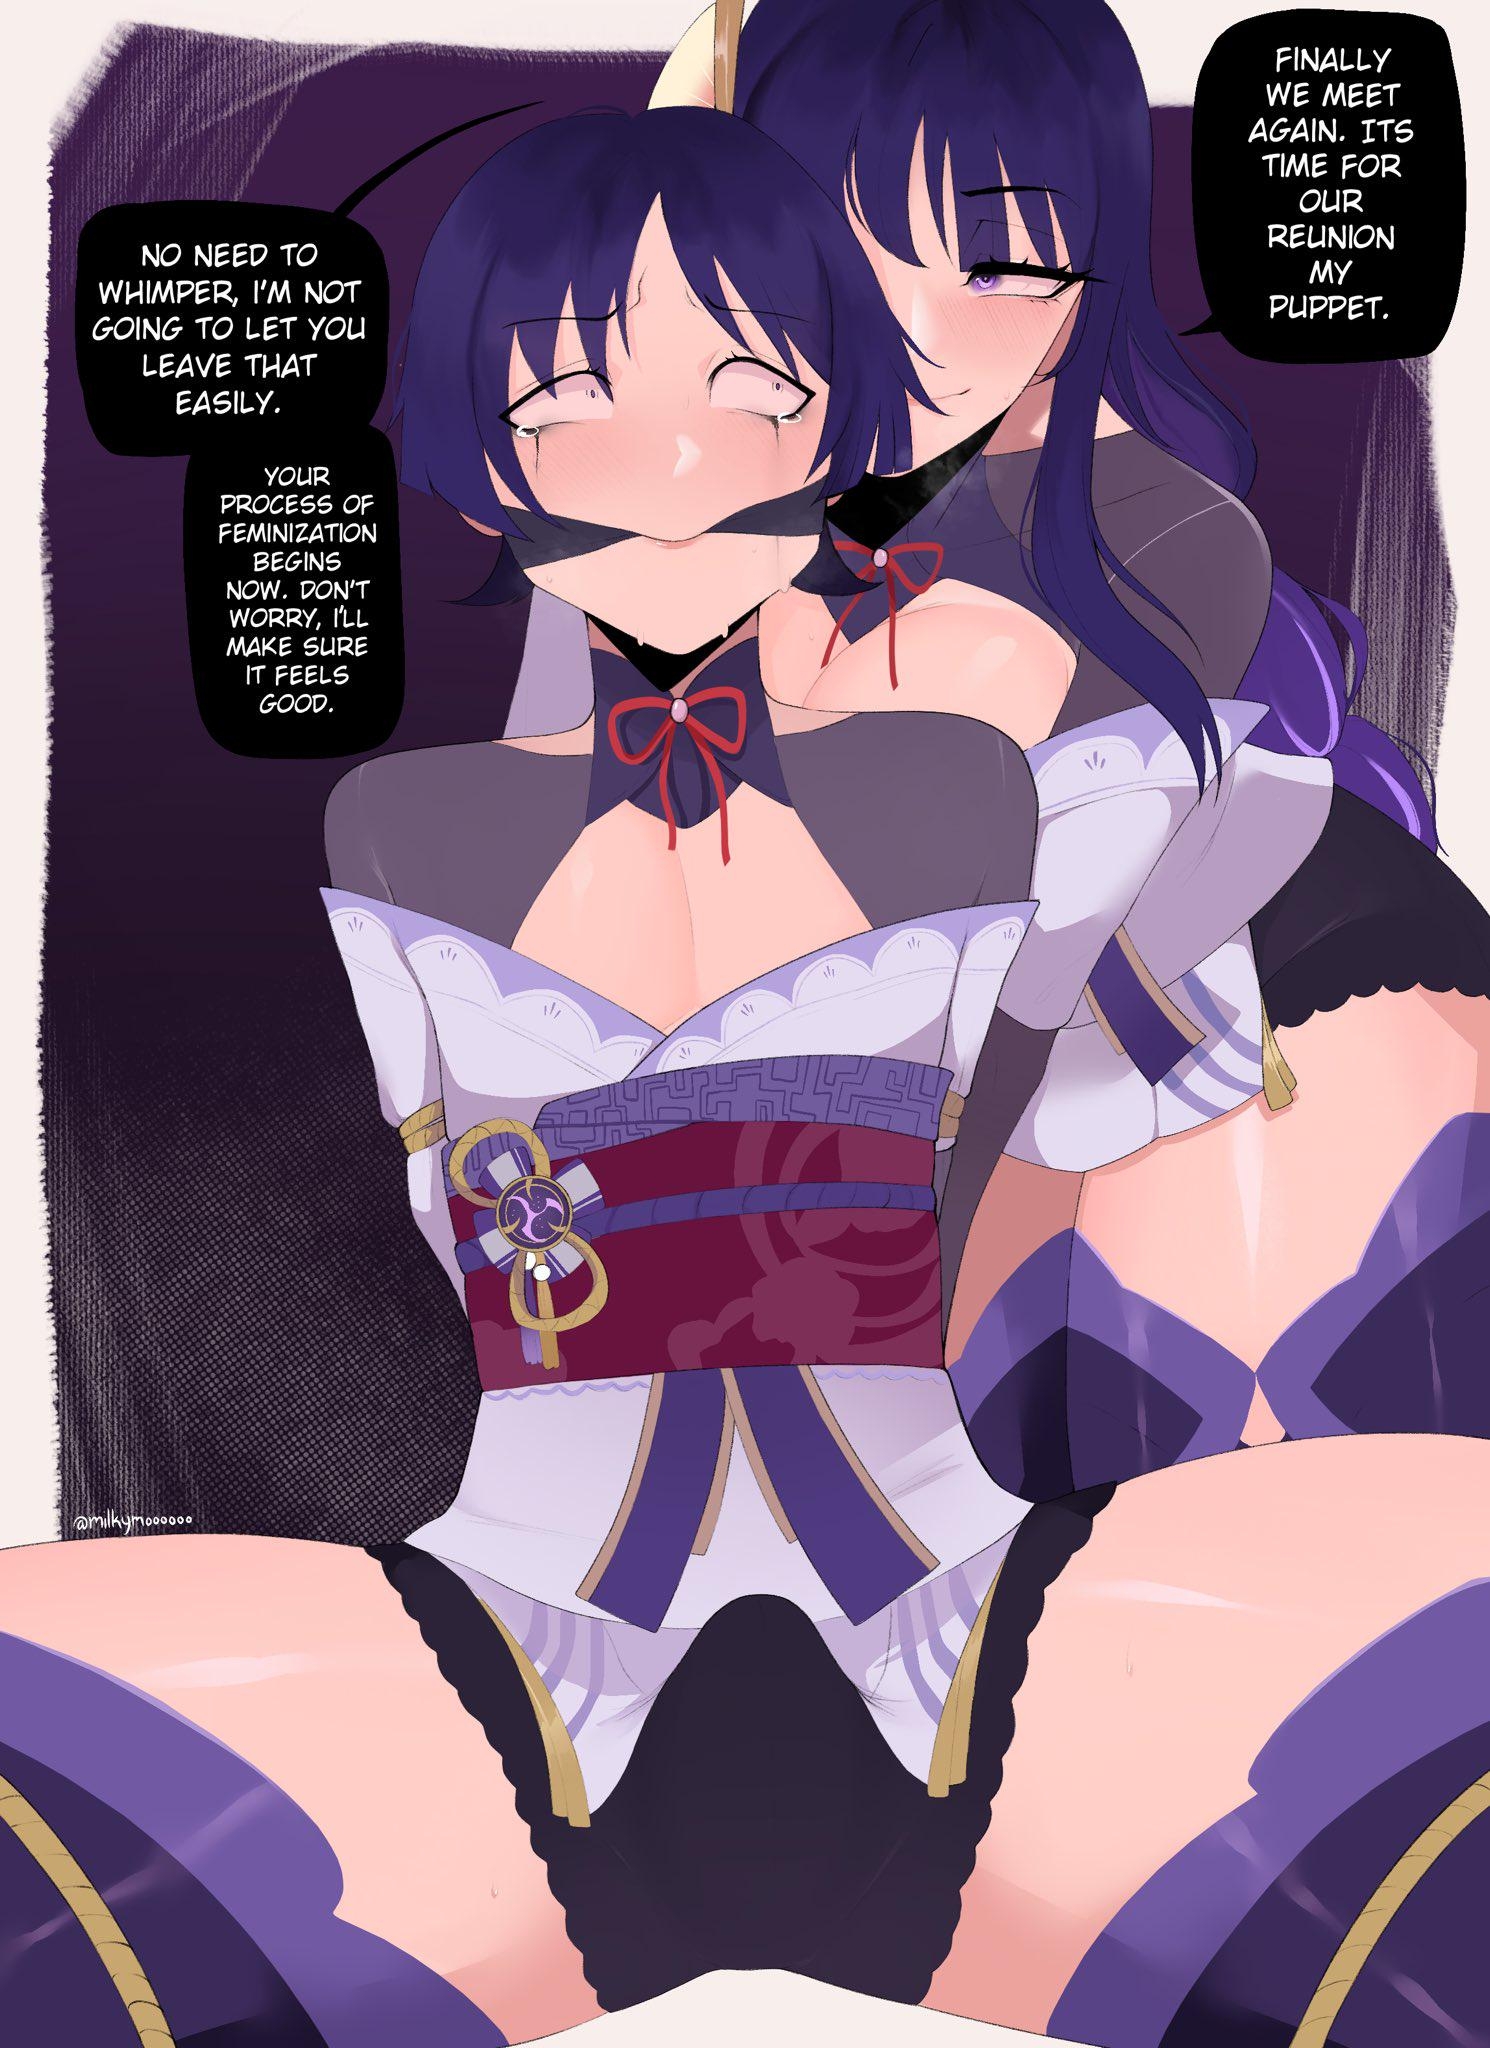 FINALLY
WE MEET
AGAIN. ITS
TIME FOR
OUR
REUNION
MY
PUPPET.
NO NEED TO
WHIMPER, I'M NOT
GOING TO LET YOU
LEAVE THAT
EASILY.
YOUR
PROCESS OF
FEMINIZATION
BEGINS
NOW. DON'T
WORRY, I'LL
MAKE SURE
IT FEELS
GOOD.
@milkymoooooo